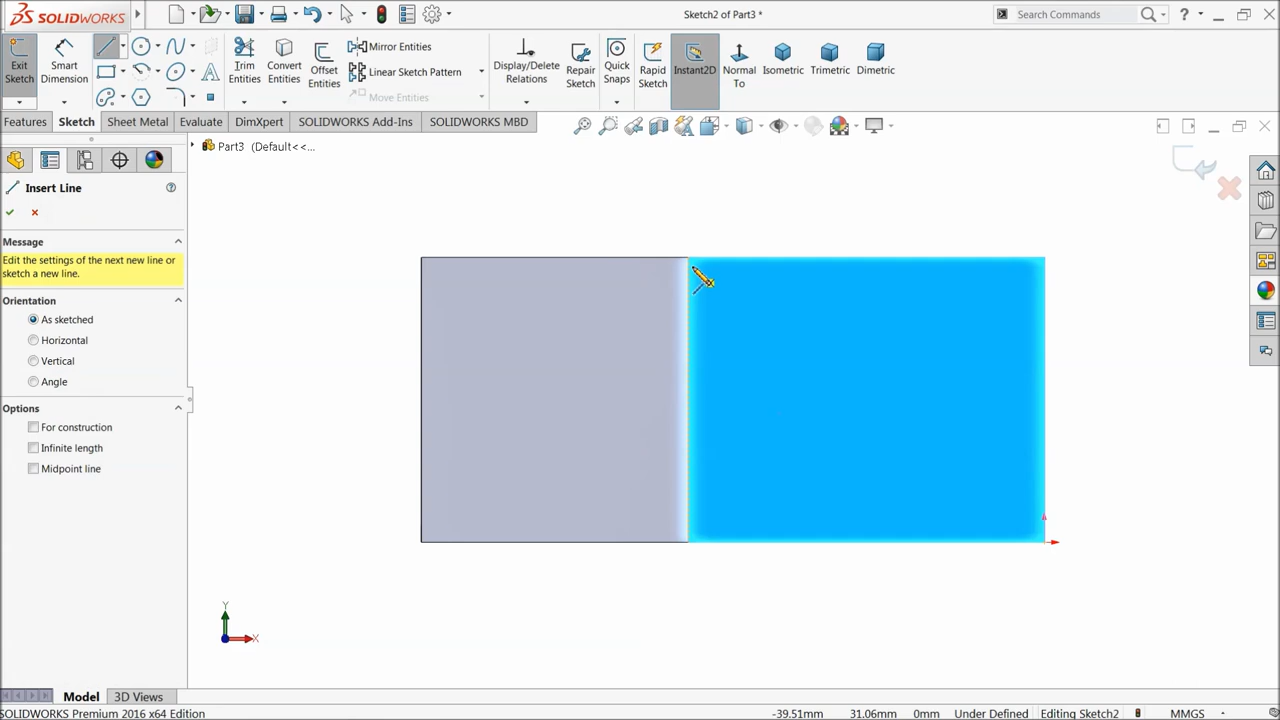 SOLIDWORKS
Sketch2 of Part3 *
Search Commands
?
Exit Sketch
Smart Dimension
Trim Entities
Convert Entities
Offset Entities
Mirror Entities
Linear Sketch Pattern
Move Entities
Display/Delete Relations
Repair Sketch
Quick Snaps
Rapid Sketch
Instant2D
Normal To
Isometric
Trimetric
Dimetric
Features
Sketch
Sheet Metal
Evaluate
DimXpert
SOLIDWORKS Add-Ins
SOLIDWORKS MBD
Part3 (Default<<...
Insert Line
?
Message
Edit the settings of the next new line or
sketch a new line.
Orientation
As sketched
Horizontal
Vertical
Angle
Options
For construction
Infinite length
Midpoint line
Y
X
Model
3D Views
SOLIDWORKS Premium 2016 x64 Edition
-39.51mm
31.06mm
0mm
Under Defined
Editing Sketch2
MMGS